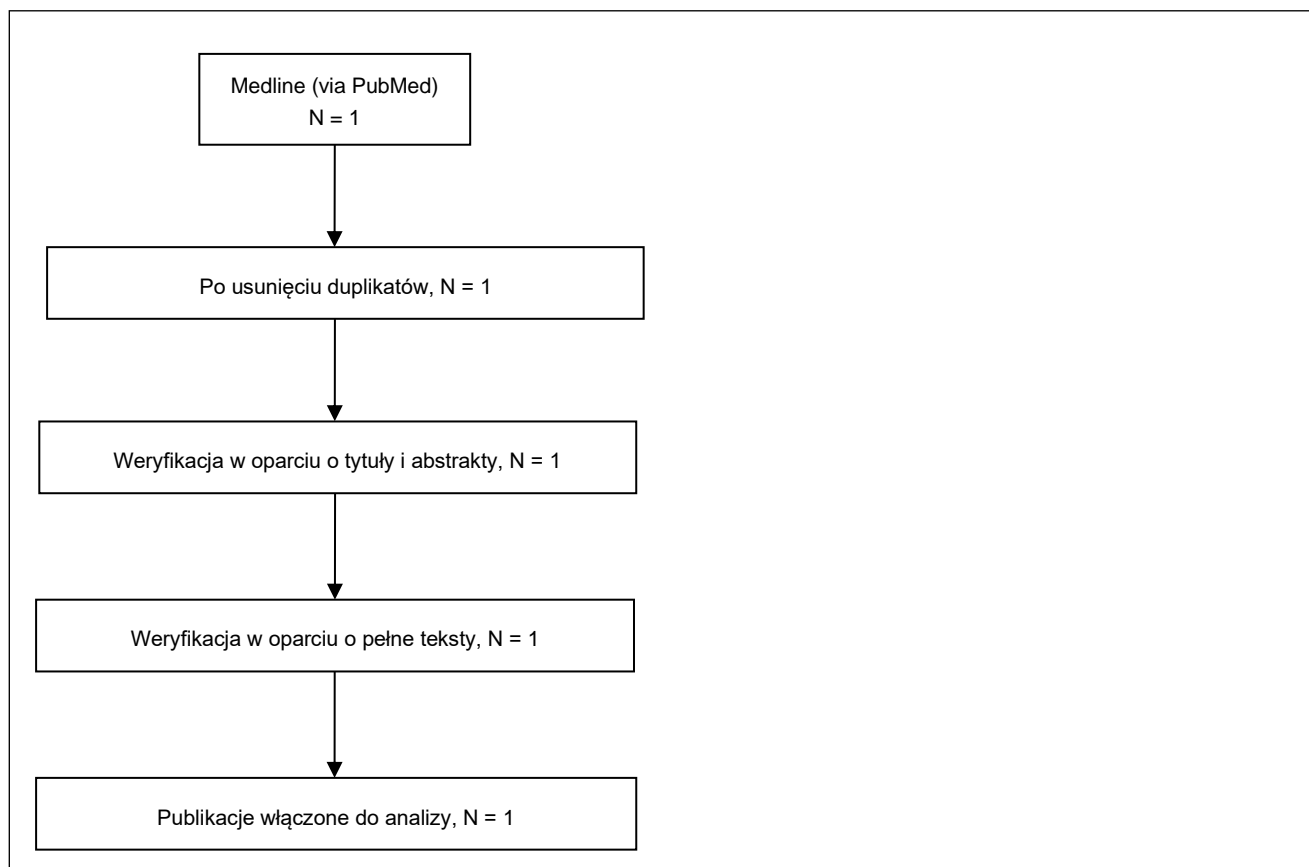 Medline (via PubMed)
N = 1
Po usunięciu duplikatów, N = 1
Weryfikacja w oparciu o tytuły i abstrakty, N = 1
Weryfikacja w oparciu o pełne teksty, N = 1
Publikacje włączone do analizy, N = 1